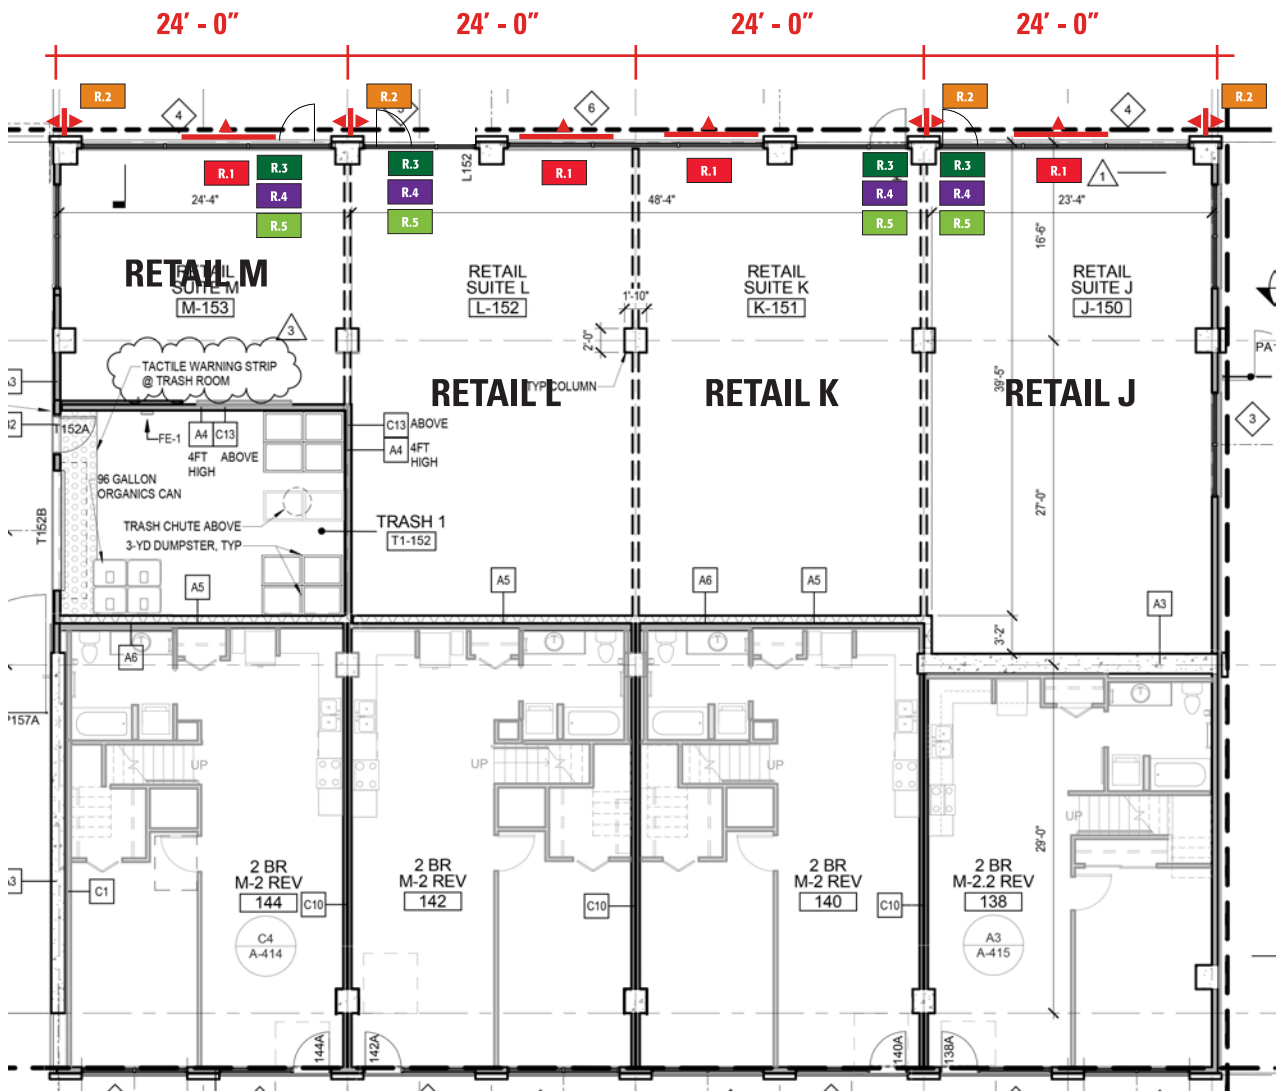 24' - 0"
24' - 0"
24' - 0"
24' - 0"
R.2
R.2
R.2
R.2
4
6
4
R.1
R.3
R.4
R.5
R.3
R.4
R.5
L152
R.1
R.1
R.3
R.4
R.5
R.3
R.4
R.5
R.1
1
24'-4"
48'-4"
23'-4"
16'-6"
RETAIL M
RETAIL
SUITE M
M-153
RETAIL
SUITE L
L-152
RETAIL
SUITE K
K-151
RETAIL
SUITE J
J-150
1'-10"
2'-0"
3
TACTILE WARNING STRIP
@ TRASH ROOM
TYP COLUMN
RETAIL L
RETAIL K
RETAIL J
39'-5"
3
T152A
FE-1
A4
C13
4FT
HIGH
ABOVE
C13
ABOVE
A4
4FT
HIGH
96 GALLON
ORGANICS CAN
TRASH CHUTE ABOVE
3-YD DUMPSTER, TYP
TRASH 1
T1-152
T152B
27'-0"
A5
A5
A6
A5
A3
3'-2"
A6
UP
UP
UP
UP
29'-0"
2 BR
M-2 REV
144
2 BR
M-2 REV
142
2 BR
M-2 REV
140
2 BR
M-2.2 REV
138
C1
C10
C10
C10
C4
A-414
A3
A-415
144A
142A
140A
138A